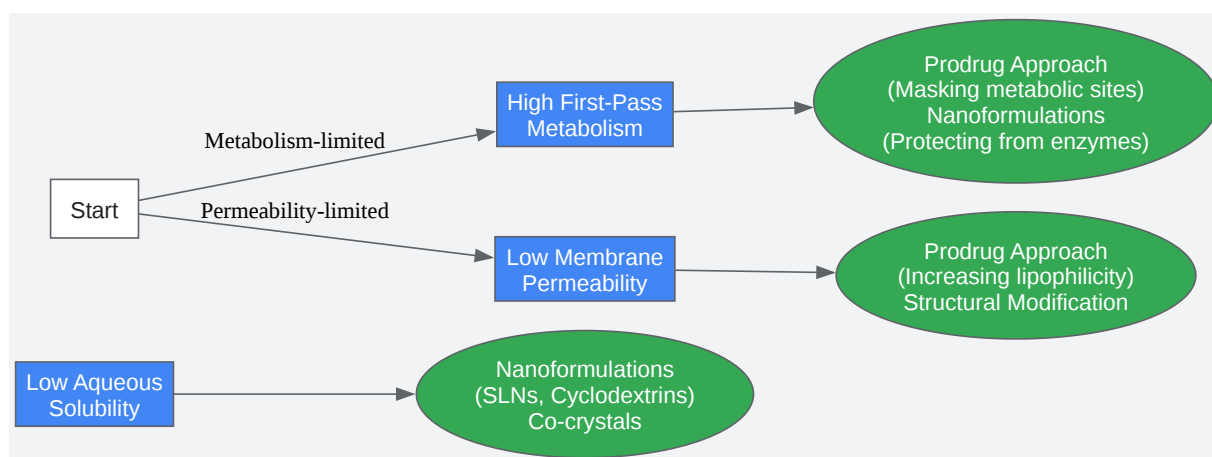 Start
Metabolism-limited
High First-Pass
Metabolism
Prodrug Approach
(Masking metabolic sites)
Nanoformulations
(Protecting from enzymes)
Permeability-limited
Low Membrane
Permeability
Prodrug Approach
(Increasing lipophilicity)
Structural Modification
Low Aqueous
Solubility
Nanoformulations
(SLNs, Cyclodextrins)
Co-crystals